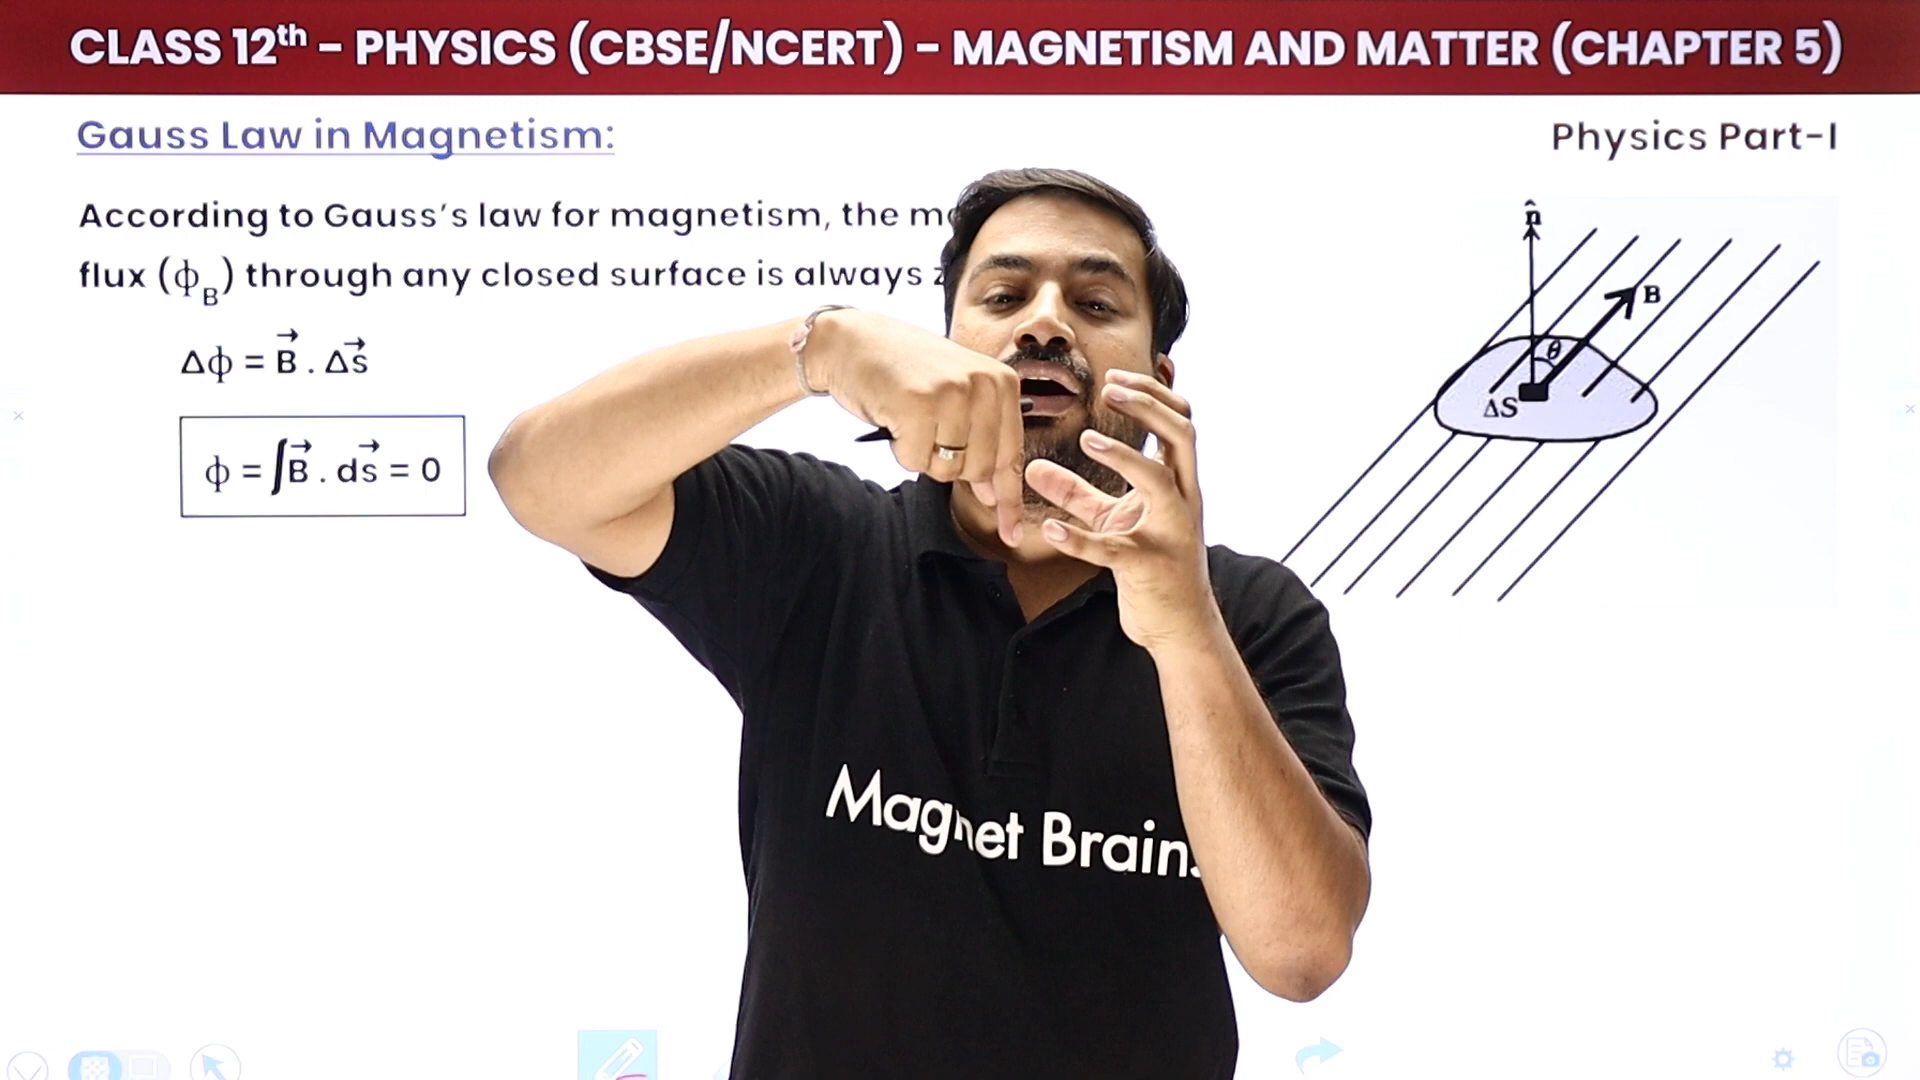 CLASS 12th - PHYSICS (CBSE/NCERT) - MAGNETISM AND MATTER (CHAPTER 5)
Gauss Law in Magnetism:
Physics Part-I
According to Gauss's law for magnetism, the
flux (ϕB) through any closed surface is always
Δϕ = B⃗ . Δs⃗
ϕ = ∫B⃗ . ds⃗ = 0
n̂
B
θ
ΔS
Magnet Brains